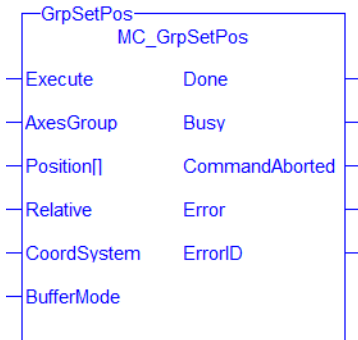 GrpSetPos
MC_GrpSetPos
Execute Done
AxesGroup Busy
Position[] CommandAborted
Relative Error
CoordSystem ErrorID
BufferMode